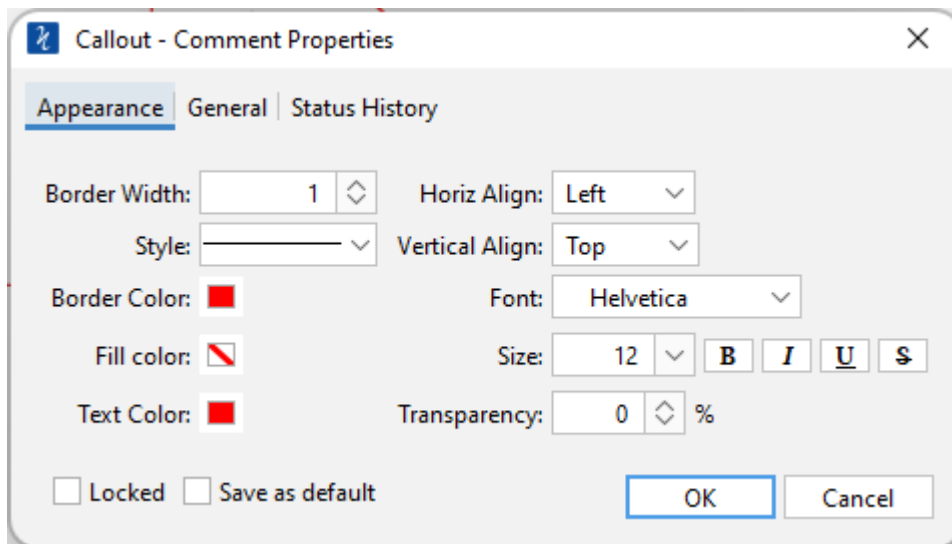 Callout - Comment Properties
Appearance General Status History
Border Width: 1 Horiz Align: Left
Style: Vertical Align: Top
Border Color: Font: Helvetica
Fill color: Size: 12 B I U S
Text Color: Transparency: 0 %
Locked Save as default OK Cancel